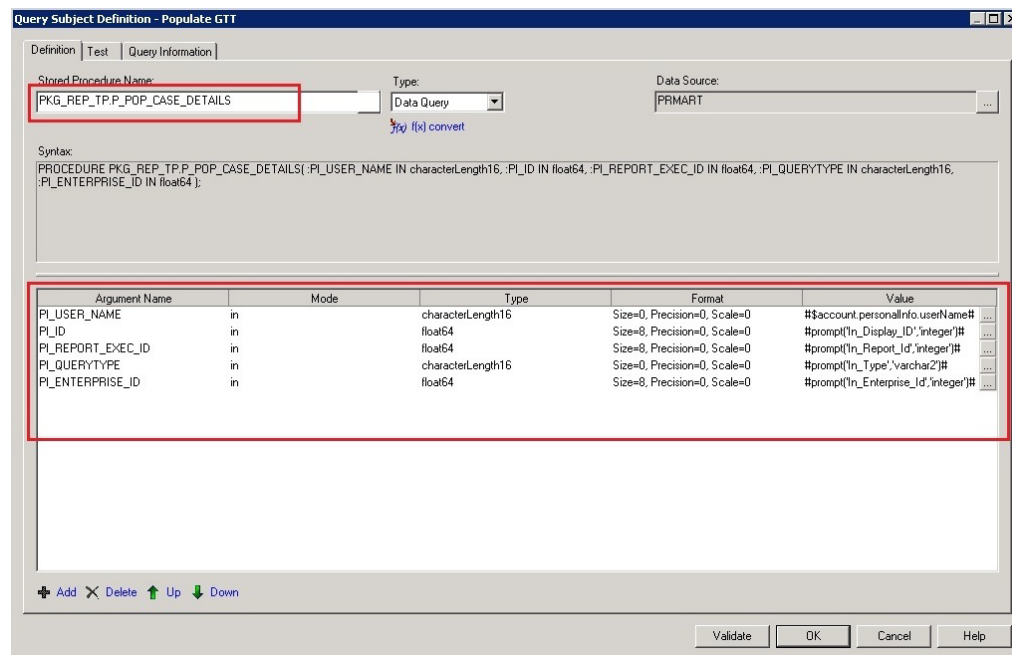 Query Subject Definition - Populate GTT
Definition Test Query Information
Stored Procedure Name: Type: Data Source:
PKG_REP_TP.P_POP_CASE_DETAILS Data Query PRMART ...
f(x) f(x) convert
Syntax:
PROCEDURE PKG_REP_TP.P_POP_CASE_DETAILS( :PI_USER_NAME IN characterLength16, :PI_ID IN float64, :PI_REPORT_EXEC_ID IN float64, :PI_QUERYTYPE IN characterLength16,
:PI_ENTERPRISE_ID IN float64 );
Argument Name Mode Type Format Value
PI_USER_NAME in characterLength16 Size=0, Precision=0, Scale=0 #$account.personalInfo.userName# ...
PI_ID in float64 Size=8, Precision=0, Scale=0 #prompt('In_Display_ID','integer')# ...
PI_REPORT_EXEC_ID in float64 Size=8, Precision=0, Scale=0 #prompt('In_Report_Id','integer')# ...
PI_QUERYTYPE in characterLength16 Size=0, Precision=0, Scale=0 #prompt('In_Type','varchar2')# ...
PI_ENTERPRISE_ID in float64 Size=8, Precision=0, Scale=0 #prompt('In_Enterprise_Id','integer')# ...
Add Delete Up Down
Validate OK Cancel Help